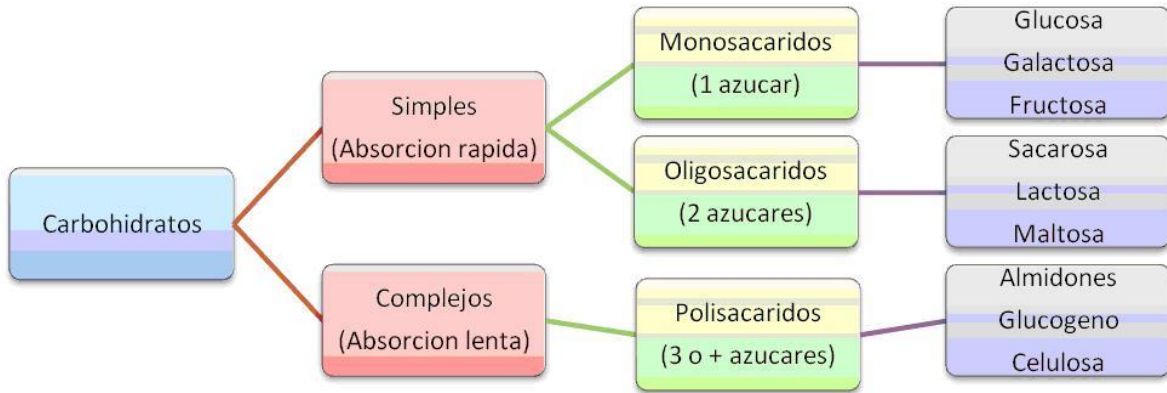 Carbohidratos
Simples
(Absorcion rapida)
Complejos
(Absorcion lenta)
Monosacaridos
(1 azucar)
Oligosacaridos
(2 azucares)
Polisacaridos
(3 o + azucares)
Glucosa
Galactosa
Fructosa
Sacarosa
Lactosa
Maltosa
Almidones
Glucogeno
Celulosa